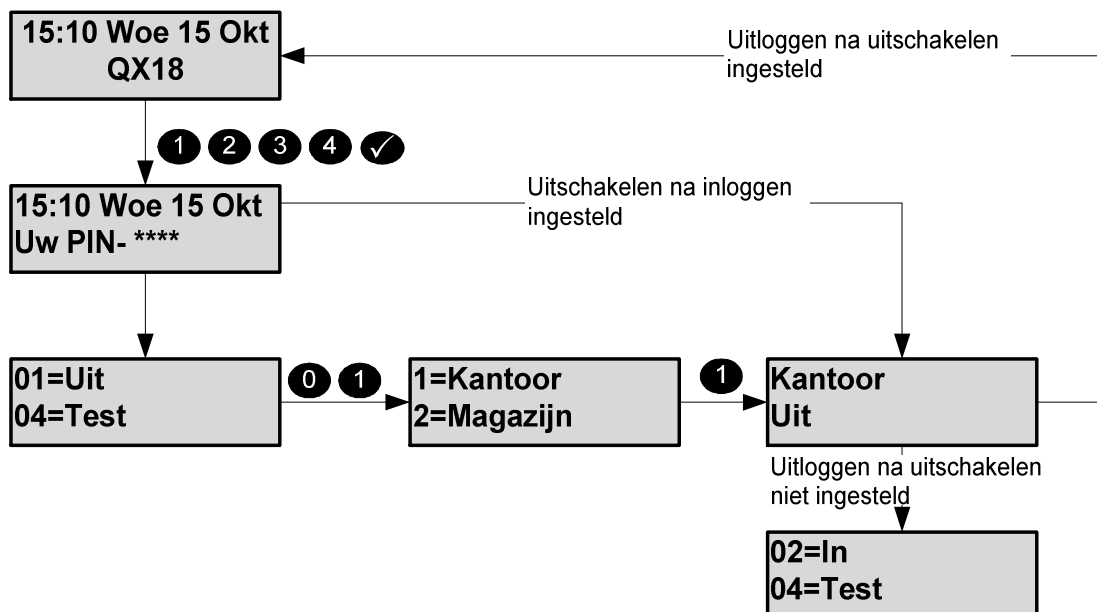 15:10 Woe 15 Okt
QX18
Uitloggen na uitschakelen
ingesteld
1 2 3 4 ✓
15:10 Woe 15 Okt
Uw PIN- ****
Uitschakelen na inloggen
ingesteld
01=Uit
04=Test
0 1
1=Kantoor
2=Magazijn
1
Kantoor
Uit
Uitloggen na uitschakelen
niet ingesteld
02=In
04=Test